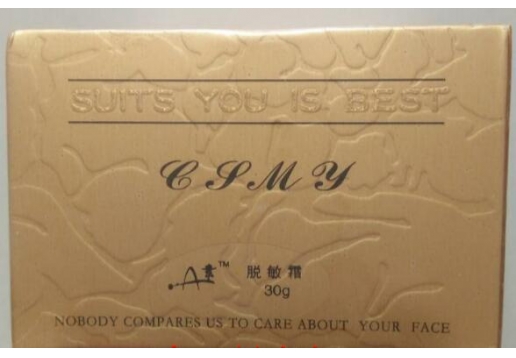 SUITS YOU IS BEST
CSMY
TM 脱敏霜
30g
NOBODY COMPARES US TO CARE ABOUT YOUR FACE